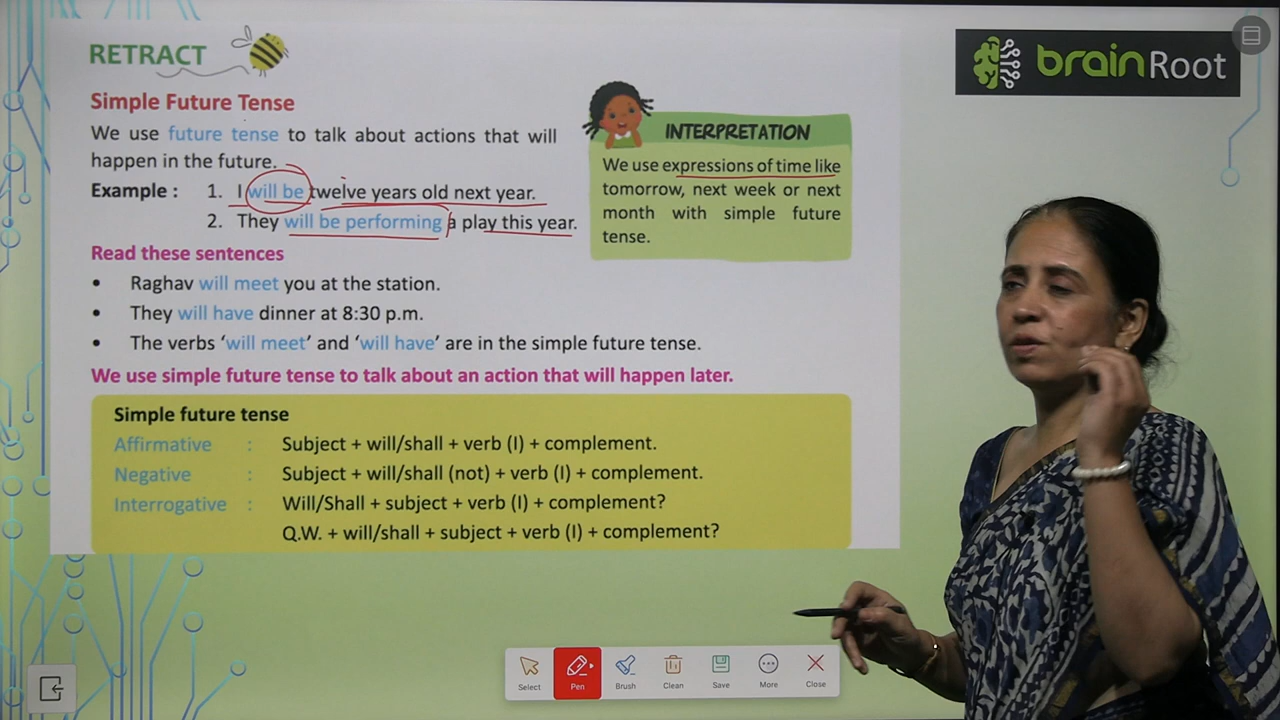 RETRACT
Simple Future Tense
We use future tense to talk about actions that will
happen in the future.
Example : 1. I will be twelve years old next year.
2. They will be performing a play this year.
INTERPRETATION
We use expressions of time like
tomorrow, next week or next
month with simple future
tense.
Read these sentences
• Raghav will meet you at the station.
• They will have dinner at 8:30 p.m.
• The verbs ‘will meet’ and ‘will have’ are in the simple future tense.
We use simple future tense to talk about an action that will happen later.
Simple future tense
Affirmative : Subject + will/shall + verb (I) + complement.
Negative : Subject + will/shall (not) + verb (I) + complement.
Interrogative : Will/Shall + subject + verb (I) + complement?
Q.W. + will/shall + subject + verb (I) + complement?
brainRoot
Select Pen Brush Clean Save More Close